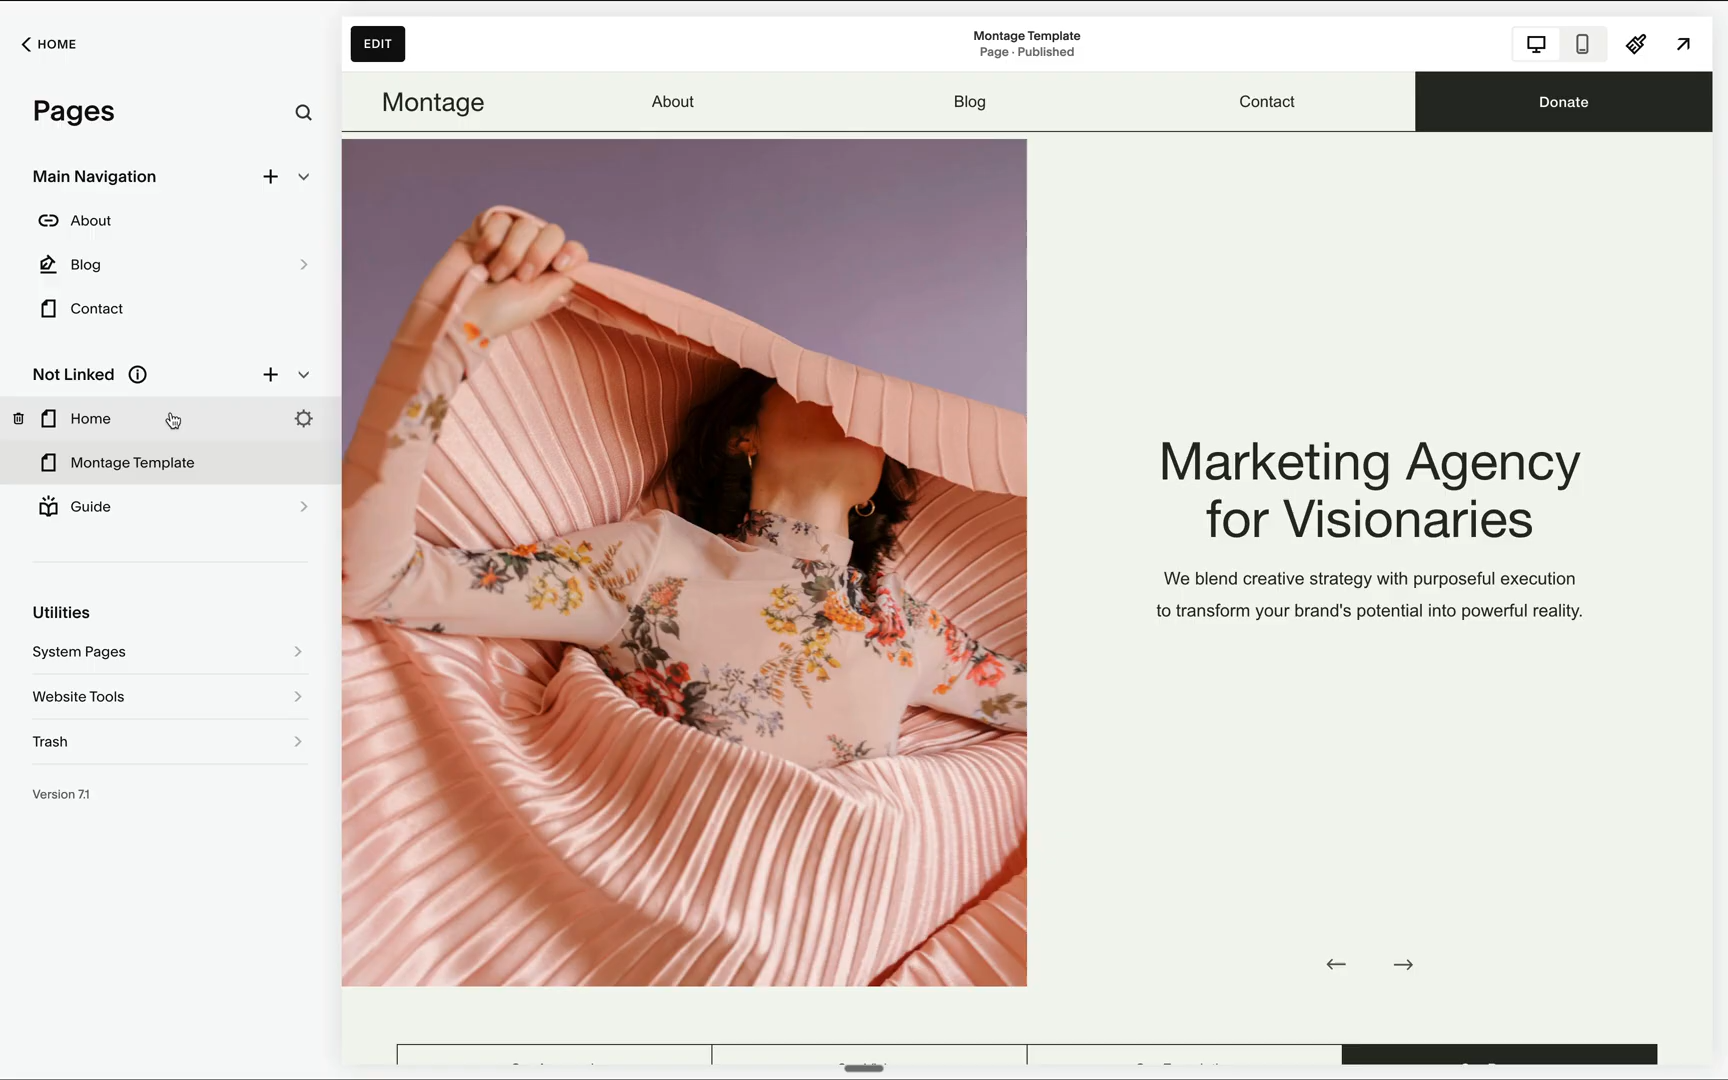 HOME
Pages
Main Navigation
About
Blog
Contact
Not Linked
Home
Montage Template
Guide
Utilities
System Pages
Website Tools
Trash
Version 7.1
EDIT
Montage Template
Page · Published
Montage
About
Blog
Contact
Donate
Marketing Agency
for Visionaries
We blend creative strategy with purposeful execution
to transform your brand's potential into powerful reality.